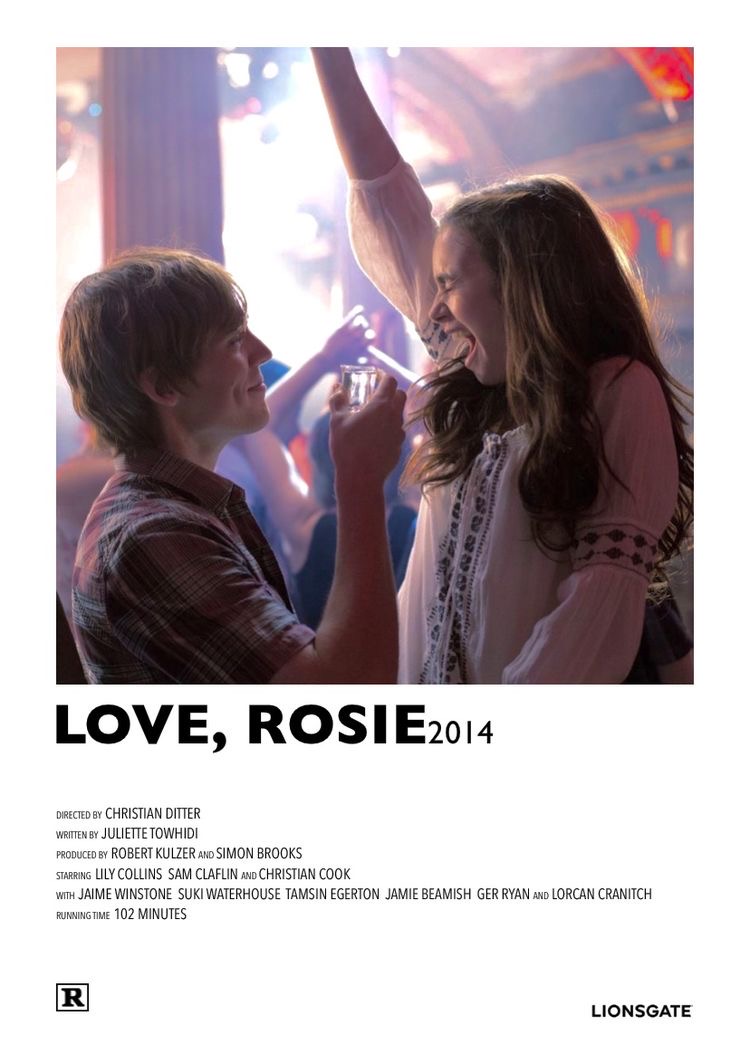 LOVE, ROSIE 2014
DIRECTED BY CHRISTIAN DITTER
WRITTEN BY JULIETTE TOWHIDI
PRODUCED BY ROBERT KULZER AND SIMON BROOKS
STARRING LILY COLLINS SAM CLAFLIN AND CHRISTIAN COOK
WITH JAIME WINSTONE SUKI WATERHOUSE TAMSIN EGERTON JAMIE BEAMISH GER RYAN AND LORCAN CRANITCH
RUNNING TIME 102 MINUTES
R
LIONSGATE